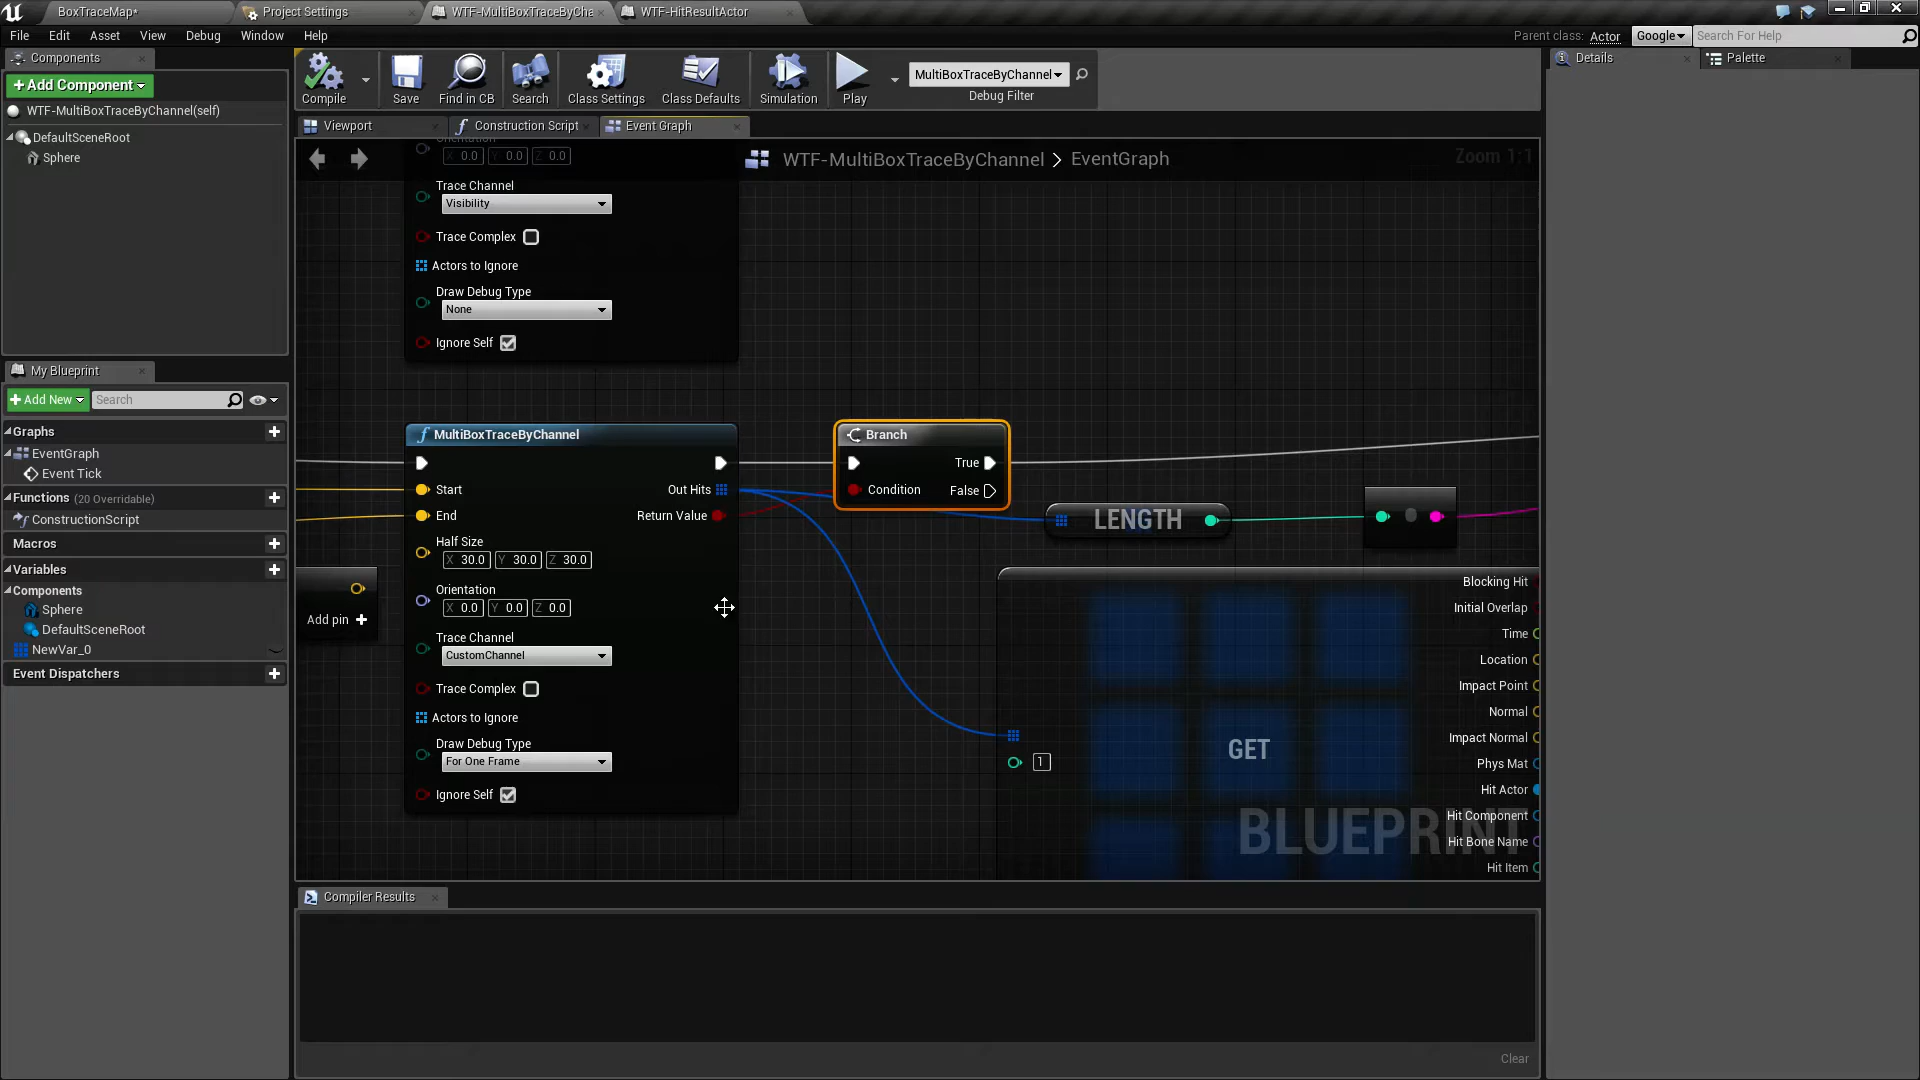 BoxTraceMap*
Project Settings
WTF-MultiBoxTraceByCha
WTF-HitResultActor
File
Edit
Asset
View
Debug
Window
Help
Parent class: Actor
Google
Search For Help
Components
+Add Component
WTF-MultiBoxTraceByChannel(self)
DefaultSceneRoot
Sphere
Compile
Save
Find in CB
Search
Class Settings
Class Defaults
Simulation
Play
MultiBoxTraceByChannel
Debug Filter
Details
Palette
Viewport
Construction Script
Event Graph
WTF-MultiBoxTraceByChannel > EventGraph
Zoom 1:1
Orientation
X 0.0 Y 0.0 Z 0.0
Trace Channel
Visibility
Trace Complex
Actors to Ignore
Draw Debug Type
None
Ignore Self
My Blueprint
+Add New
Search
Graphs
EventGraph
Event Tick
Functions (20 Overridable)
ConstructionScript
Macros
Variables
Components
Sphere
DefaultSceneRoot
NewVar_0
Event Dispatchers
Add pin +
MultiBoxTraceByChannel
Start
End
Out Hits
Return Value
Half Size
X 30.0 Y 30.0 Z 30.0
Orientation
X 0.0 Y 0.0 Z 0.0
Trace Channel
CustomChannel
Trace Complex
Actors to Ignore
Draw Debug Type
For One Frame
Ignore Self
Branch
True
Condition
False
LENGTH
1
GET
Blocking Hit
Initial Overlap
Time
Location
Impact Point
Normal
Impact Normal
Phys Mat
Hit Actor
Hit Component
Hit Bone Name
Hit Item
BLUEPRINT
Compiler Results
Clear